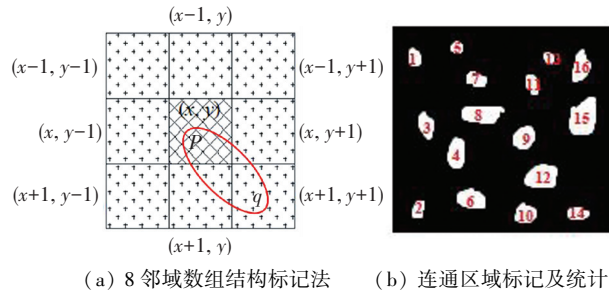 (x−1, y)
(x−1, y−1)
(x−1, y+1)
(x, y)
(x, y−1)
P
(x, y+1)
(x+1, y−1)
q
(x+1, y+1)
(x+1, y)
1
5
13
16
7
11
8
15
3
9
4
12
2
6
10
14
(a) 8 邻域数组结构标记法
(b) 连通区域标记及统计